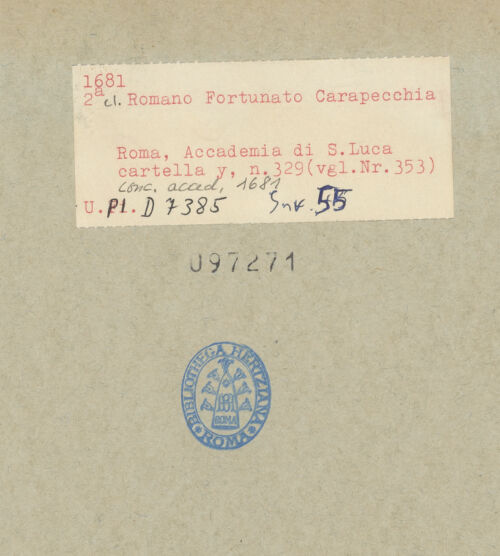 1681
2ª cl. Romano Fortunato Carapecchia
Roma, Accademia di S.Luca
cartella y, n.329(vgl.Nr.353)
conc. accad, 1681
U.Pl. D 7385 Inv. 55
097271
BIBLIOTHECA HERTZIANA
ROMA
ROMA